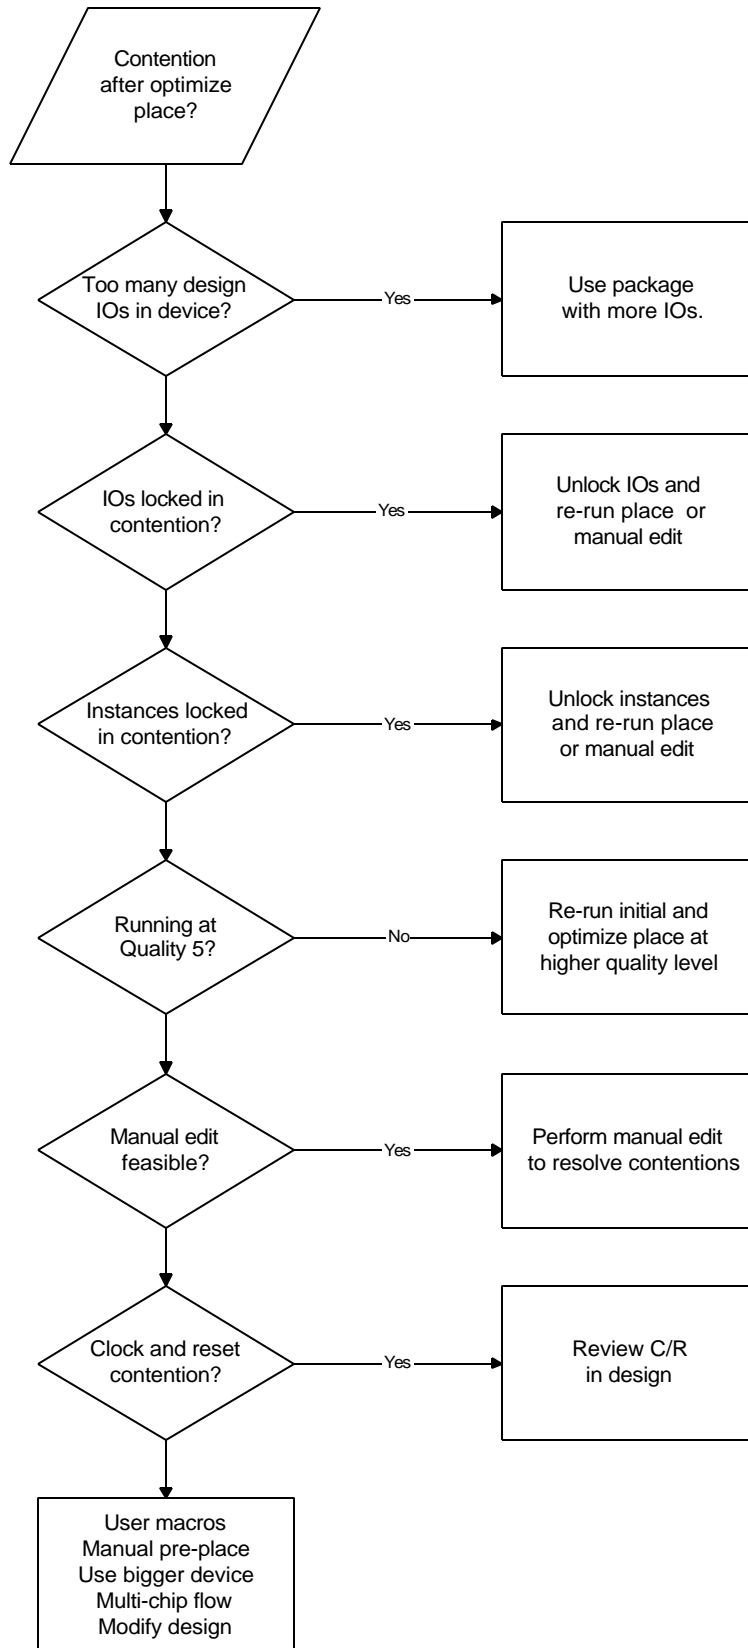 Contention
after optimize
place?
Too many design
IOs in device?
Yes
Use package
with more IOs.
IOs locked in
contention?
Yes
Unlock IOs and
re-run place or
manual edit
Instances locked
in contention?
Yes
Unlock instances
and re-run place
or manual edit
Running at
Quality 5?
No
Re-run initial and
optimize place at
higher quality level
Manual edit
feasible?
Yes
Perform manual edit
to resolve contentions
Clock and reset
contention?
Yes
Review C/R
in design
User macros
Manual pre-place
Use bigger device
Multi-chip flow
Modify design